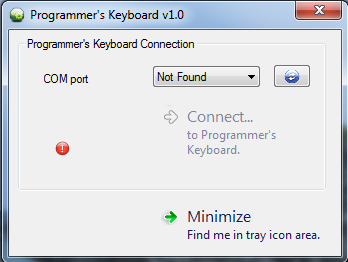 Programmer's Keyboard v1.0
Programmer's Keyboard Connection
COM port
Not Found
Connect...
to Programmer's
Keyboard.
Minimize
Find me in tray icon area.